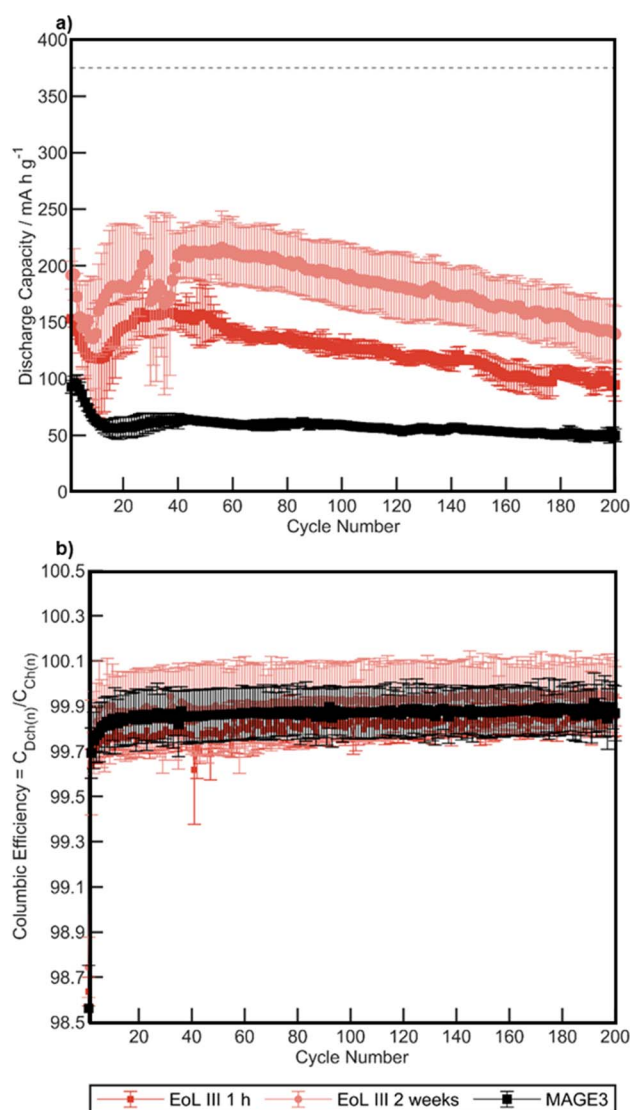 a)
400
350
300
250
200
150
100
50
0
Discharge Capacity / mA h g⁻¹
20 40 60 80 100 120 140 160 180 200
Cycle Number
b)
100.5
100.3
100.1
99.9
99.7
99.5
99.3
99.1
98.9
98.7
98.5
Columbic Efficiency = C_Dch(n)/C_Ch(n)
20 40 60 80 100 120 140 160 180 200
Cycle Number
EoL III 1 h EoL III 2 weeks MAGE3